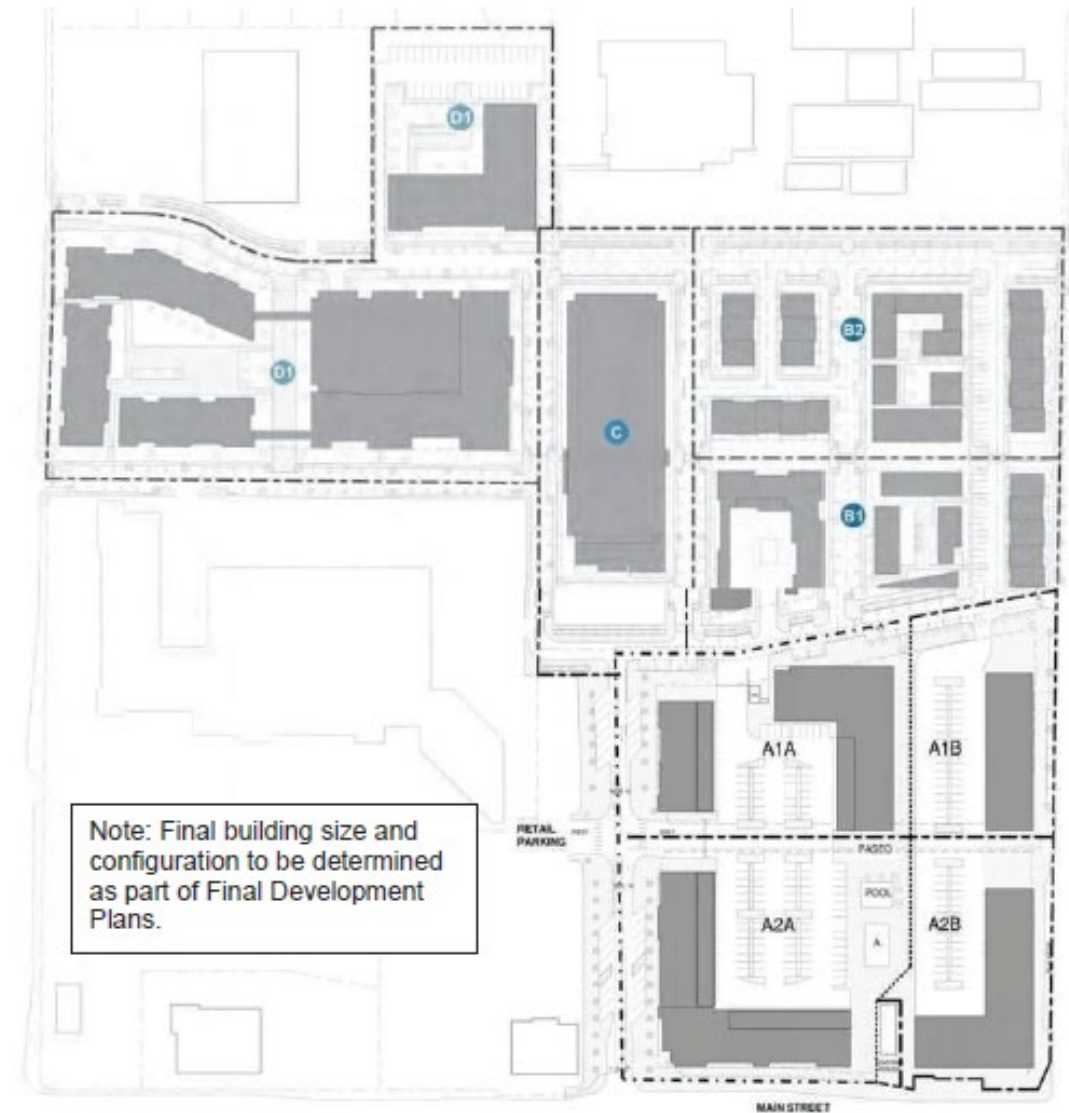 D1
D1
B2
C
B1
A1A
A1B
Note: Final building size and
configuration to be determined
as part of Final Development
Plans.
RETAIL
PARKING
PASEO
POOL
A2A
A2B
A
MAIN STREET